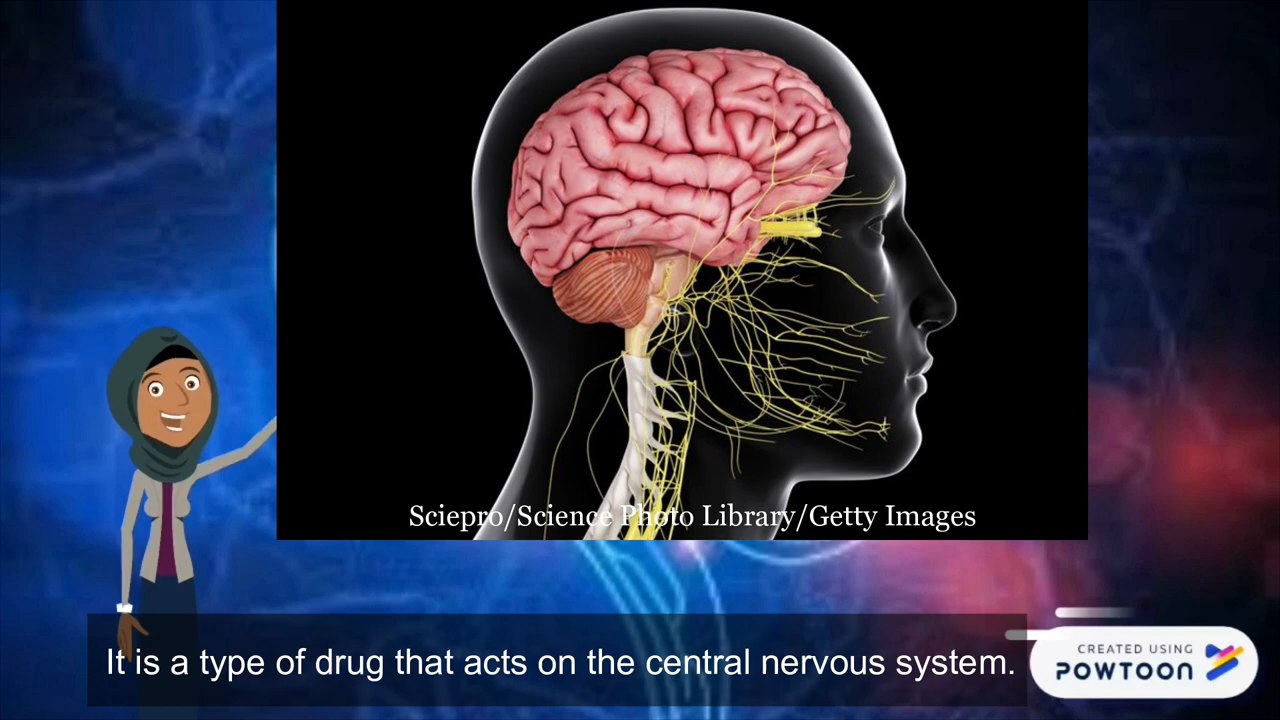 Sciepro/Science Photo Library/Getty Images
It is a type of drug that acts on the central nervous system.
CREATED USING
POWTOON